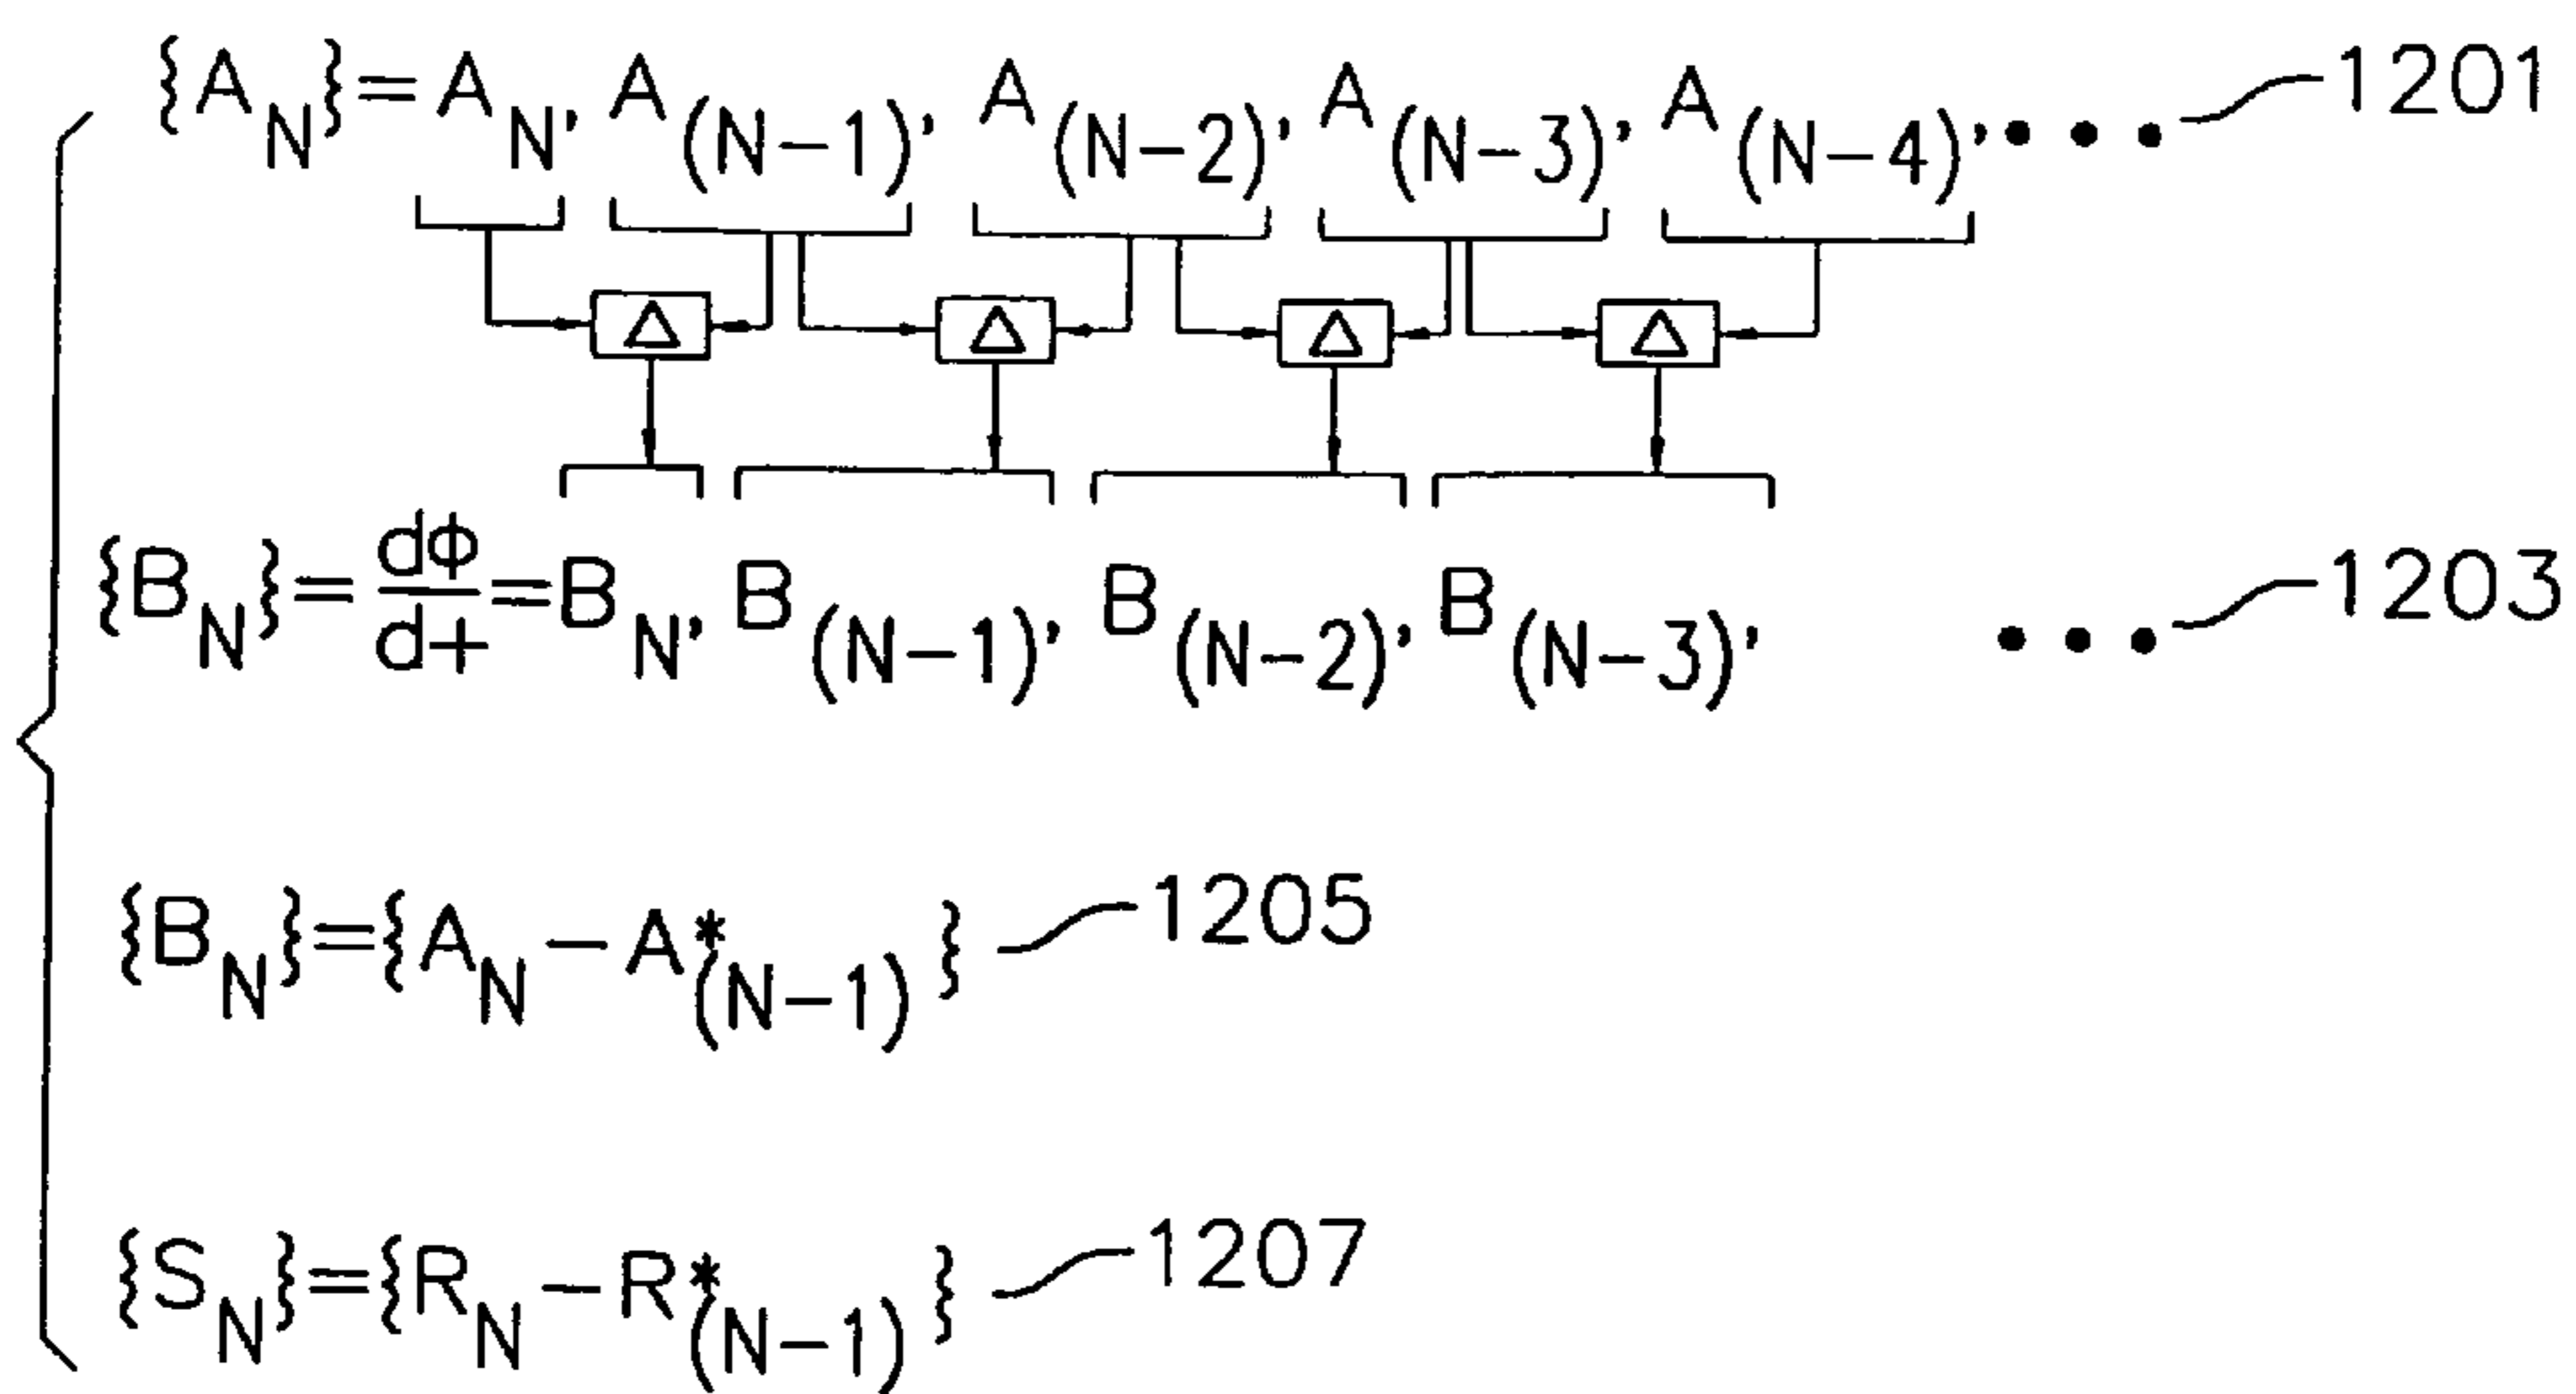 {A_N}=A_N, A_(N-1), A_(N-2), A_(N-3), A_(N-4), • • • 1201
Δ Δ Δ Δ
{B_N}=dϕ/d+=B_N, B_(N-1), B_(N-2), B_(N-3), • • • 1203
{B_N}={A_N-A*_(N-1)} 1205
{S_N}={R_N-R*_(N-1)} 1207